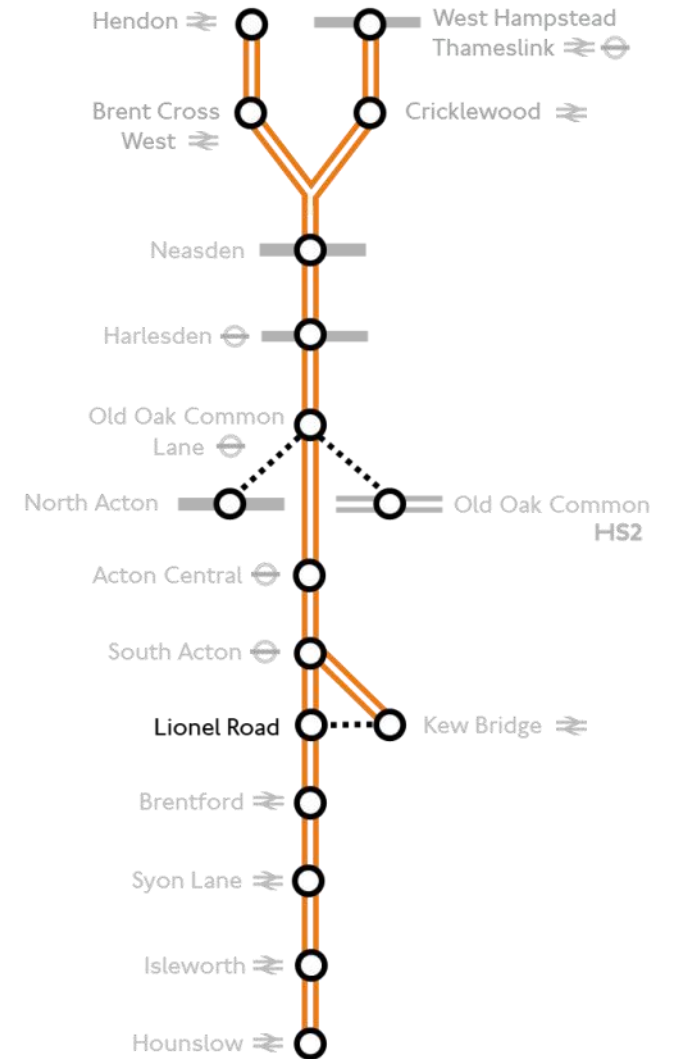 Hendon
West Hampstead
Thameslink
Brent Cross
West
Cricklewood
Neasden
Harlesden
Old Oak Common
Lane
North Acton
Old Oak Common
HS2
Acton Central
South Acton
Lionel Road
Kew Bridge
Brentford
Syon Lane
Isleworth
Hounslow